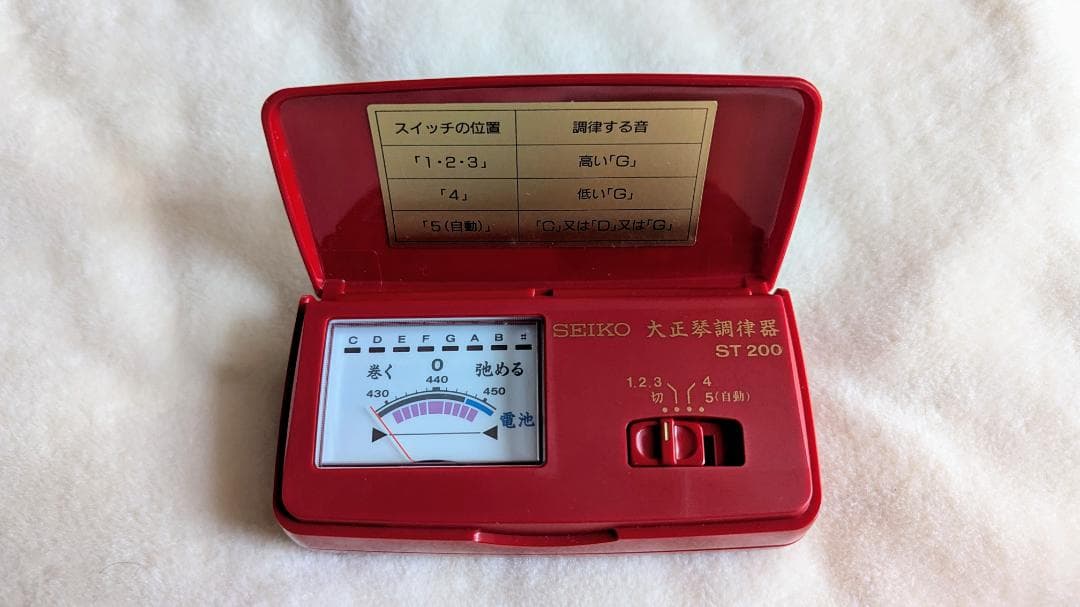 スイッチの位置 調律する音
「1・2・3」 高い「G」
「4」 低い「G」
「5(自動)」 「C」又は「D」又は「G」
SEIKO 大正琴調律器
ST 200
C D E F G A B #
巻く 0 弛める
430 440 450
電池
1.2.3 4
切 5(自動)